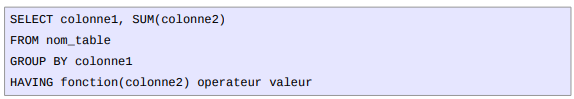 SELECT colonne1, SUM(colonne2)
FROM nom_table
GROUP BY colonne1
HAVING fonction(colonne2) operateur valeur